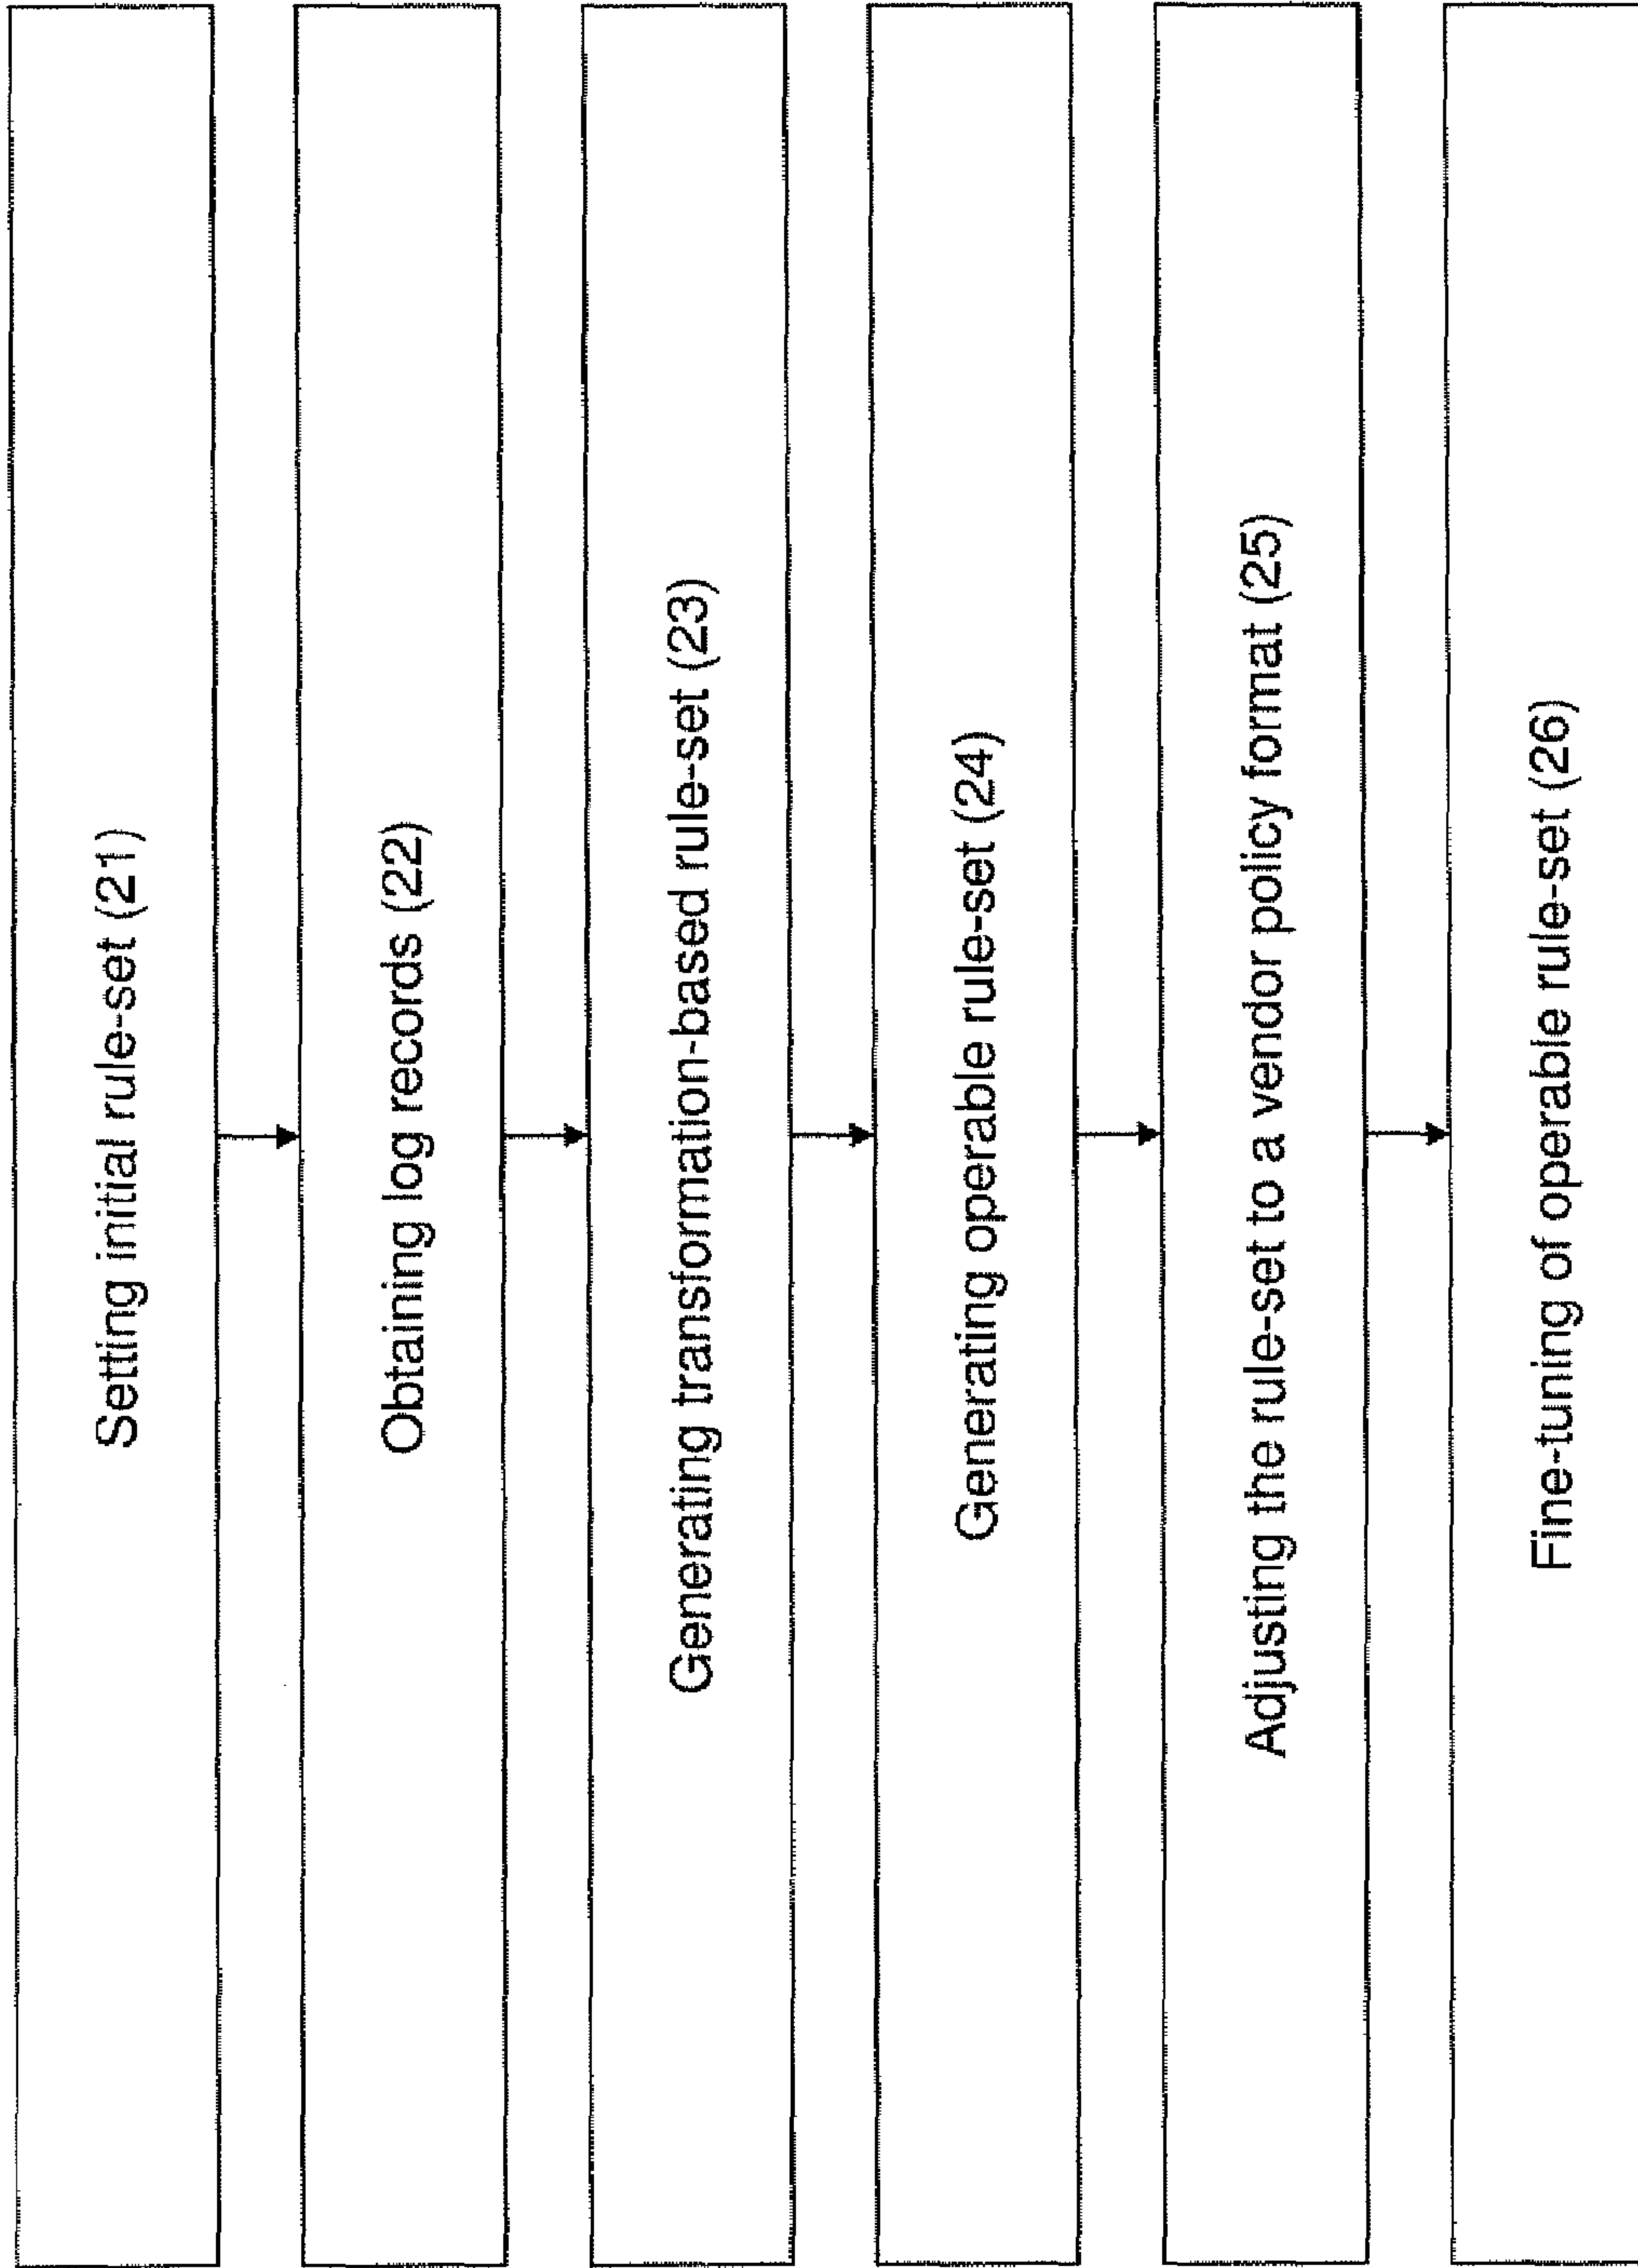 Setting initial rule-set (21)
Obtaining log records (22)
Generating transformation-based rule-set (23)
Generating operable rule-set (24)
Adjusting the rule-set to a vendor policy format (25)
Fine-tuning of operable rule-set (26)